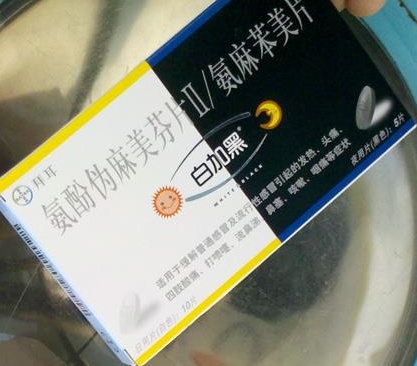 拜耳
氨酚伪麻美芬片II/氨麻苯美片
白加黑®
WHITE & BLACK
适用于缓解普通感冒及流行性感冒引起的发热、头痛、
四肢酸痛、打喷嚏、流鼻涕、鼻塞、咳嗽、咽痛等症状
日用片(白色): 10片
夜用片(黑色): 5片